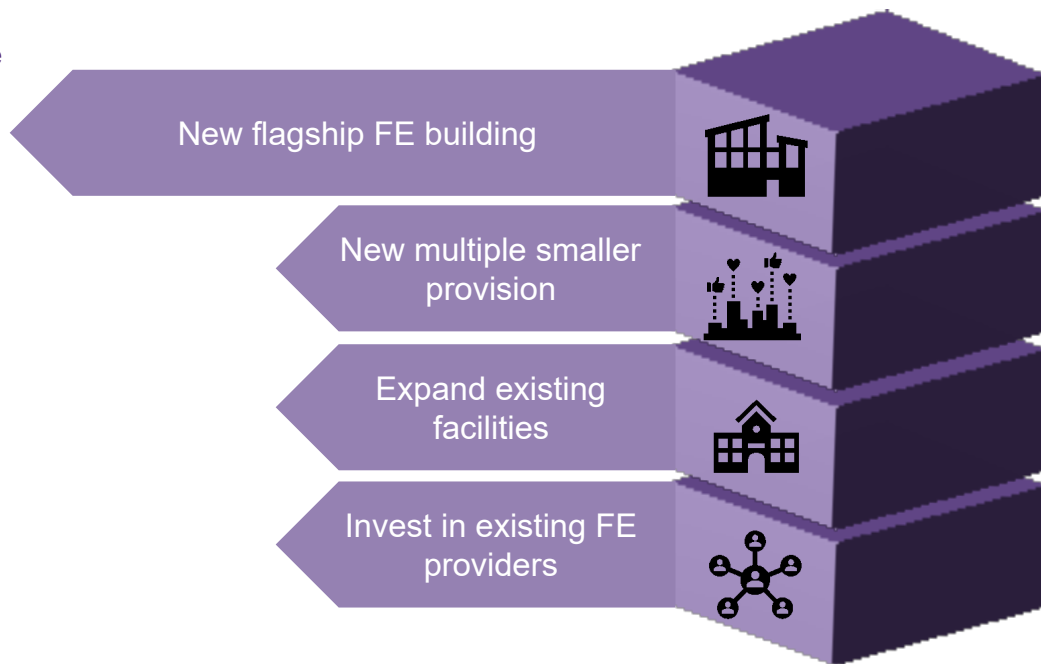 New flagship FE building
New multiple smaller
provision
Expand existing
facilities
Invest in existing FE
providers